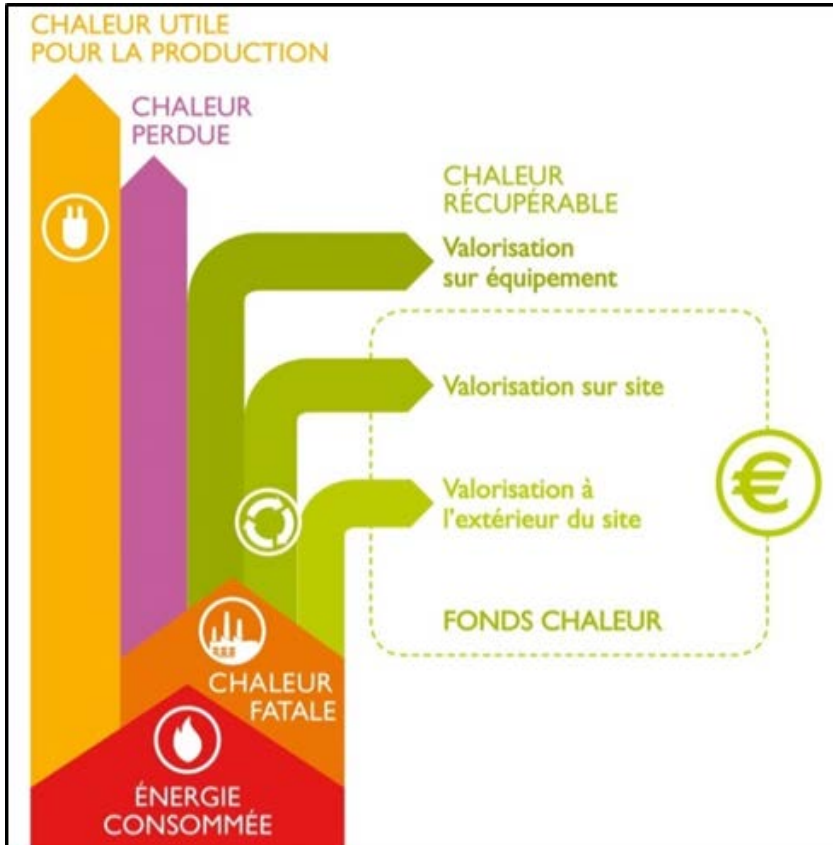 CHALEUR UTILE
POUR LA PRODUCTION
CHALEUR
PERDUE
CHALEUR
RÉCUPÉRABLE
Valorisation
sur équipement
Valorisation sur site
Valorisation à
l'extérieur du site
FONDS CHALEUR
€
CHALEUR
FATALE
ÉNERGIE
CONSOMMÉE